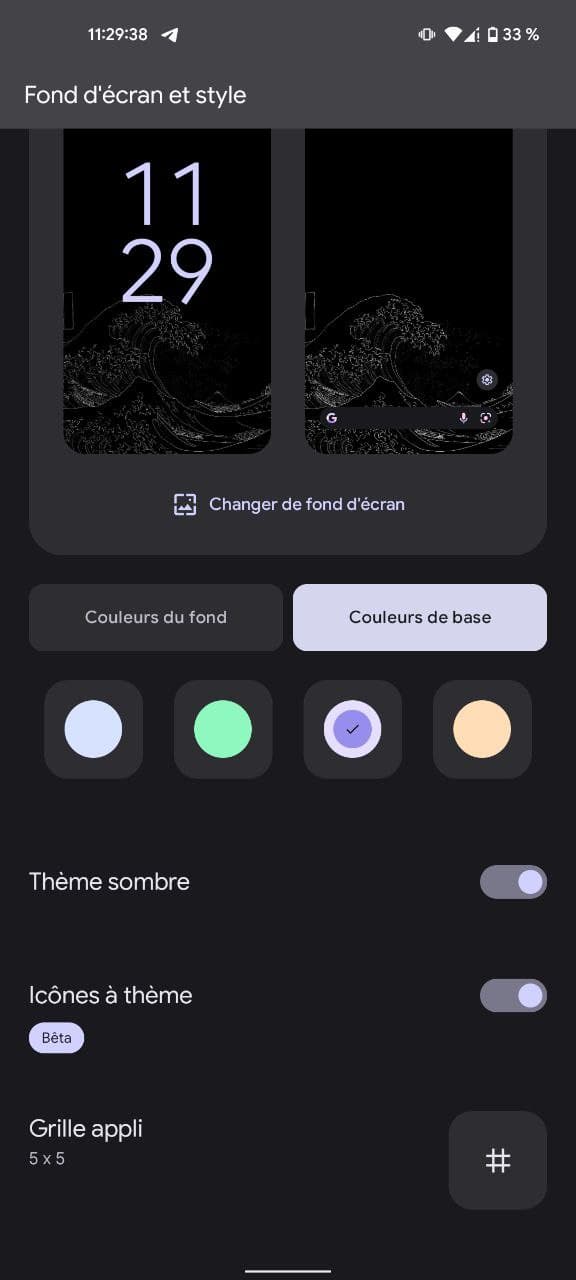 11:29:38
33 %
Fond d'écran et style
11
29
G
Changer de fond d'écran
Couleurs du fond
Couleurs de base
Thème sombre
Icônes à thème
Bêta
Grille appli
5 x 5